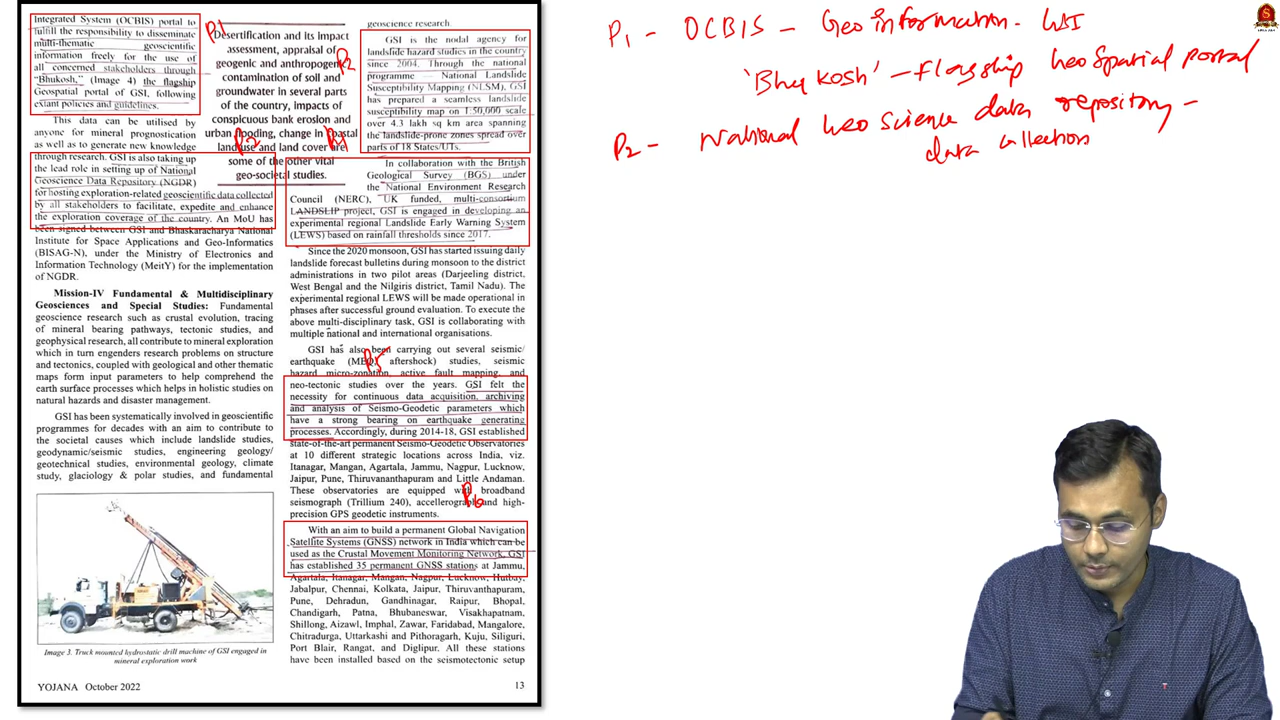 Integrated System (OCBIS) portal to
fulfill the responsibility to disseminate
multi-thematic geoscientific
information freely for the use of
all concerned stakeholders through
“Bhukosh,” (Image 4) the flagship
Geospatial portal of GSI, following
extant policies and guidelines.
This data can be utilised by
anyone for mineral prognostication
as well as to generate new knowledge
through research. GSI is also taking up
the lead role in setting up of National
Geoscience Data Repository (NGDR)
for hosting exploration-related geoscientific data collected
by all stakeholders to facilitate, expedite and enhance
the exploration coverage of the country. An MoU has
been signed between GSI and Bhaskaracharya National
Institute for Space Applications and Geo-Informatics
(BISAG-N), under the Ministry of Electronics and
Information Technology (MeitY) for the implementation
of NGDR.
Mission-IV Fundamental & Multidisciplinary
Geosciences and Special Studies: Fundamental
geoscience research such as crustal evolution, tracing
of mineral bearing pathways, tectonic studies, and
geophysical research, all contribute to mineral exploration
which in turn engenders research problems on structure
and tectonics, coupled with geological and other thematic
maps form input parameters to help comprehend the
earth surface processes which helps in holistic studies on
natural hazards and disaster management.
GSI has been systematically involved in geoscientific
programmes for decades with an aim to contribute to
the societal causes which include landslide studies,
geodynamic/seismic studies, engineering geology/
geotechnical studies, environmental geology, climate
study, glaciology & polar studies, and fundamental
Image 3. Truck mounted hydrostatic drill machine of GSI engaged in
mineral exploration work
YOJANA October 2022
P1
Desertification and its impact
assessment, appraisal of
geogenic and anthropogenic
contamination of soil and
groundwater in several parts
of the country, impacts of
conspicuous bank erosion and
urban flooding, change in coastal
landuse and land cover are
some of the other vital
geo-societal studies.
P2
P2
geoscience research.
GSI is the nodal agency for
landslide hazard studies in the country
since 2004. Through the national
programme — National Landslide
Susceptibility Mapping (NLSM), GSI
has prepared a seamless landslide
susceptibility map on 1:50,000 scale
over 4.3 lakh sq km area spanning
the landslide-prone zones spread over
parts of 18 States/UTs.
In collaboration with the British
Geological Survey (BGS) under
the National Environment Research
Council (NERC), UK funded, multi-consortium
LANDSLIP project, GSI is engaged in developing an
experimental regional Landslide Early Warning System
(LEWS) based on rainfall thresholds since 2017.
Since the 2020 monsoon, GSI has started issuing daily
landslide forecast bulletins during monsoon to the district
administrations in two pilot areas (Darjeeling district,
West Bengal and the Nilgiris district, Tamil Nadu). The
experimental regional LEWS will be made operational in
phases after successful ground evaluation. To execute the
above multi-disciplinary task, GSI is collaborating with
multiple national and international organisations.
GSI has also been carrying out several seismic/
earthquake (MEQ, aftershock) studies, seismic
hazard micro-zonation, active fault mapping, and
neo-tectonic studies over the years. GSI felt the
necessity for continuous data acquisition, archiving
and analysis of Seismo-Geodetic parameters which
have a strong bearing on earthquake generating
processes. Accordingly, during 2014-18, GSI established
state-of-the-art permanent Seismo-Geodetic Observatories
at 10 different strategic locations across India, viz.
Itanagar, Mangan, Agartala, Jammu, Nagpur, Lucknow,
Jaipur, Pune, Thiruvananthapuram and Little Andaman.
These observatories are equipped with broadband
seismograph (Trillium 240), accellerograph and high-
precision GPS geodetic instruments.
With an aim to build a permanent Global Navigation
Satellite Systems (GNSS) network in India which can be
used as the Crustal Movement Monitoring Network, GSI
has established 35 permanent GNSS stations at Jammu,
Agartala, Itanagar, Mangan, Nagpur, Lucknow, Hutbay,
Jabalpur, Chennai, Kolkata, Jaipur, Thiruvanthapuram,
Pune, Dehradun, Gandhinagar, Raipur, Bhopal,
Chandigarh, Patna, Bhubaneswar, Visakhapatnam,
Shillong, Aizawl, Imphal, Zawar, Faridabad, Mangalore,
Chitradurga, Uttarkashi and Pithoragarh, Kuju, Siliguri,
Port Blair, Rangat, and Diglipur. All these stations
have been installed based on the seismotectonic setup
P5
P6
13
P1 - OCBIS - Geo information - GSI
'Bhu kosh' - flagship GeoSpatial portal
P2 - National Geo Science data repository -
data collection